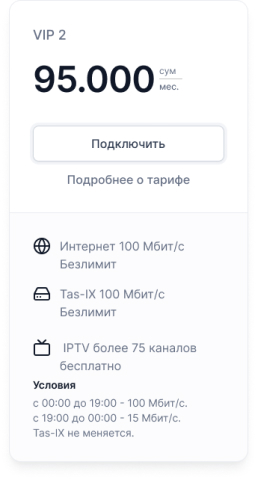 VIP 2
95.000 сум
мес.
Подключить
Подробнее о тарифе
Интернет 100 Мбит/с
Безлимит
Tas-IX 100 Мбит/с
Безлимит
IPTV более 75 каналов
бесплатно
Условия
с 00:00 до 19:00 - 100 Мбит/с.
с 19:00 до 00:00 - 15 Мбит/с.
Tas-IX не меняется.